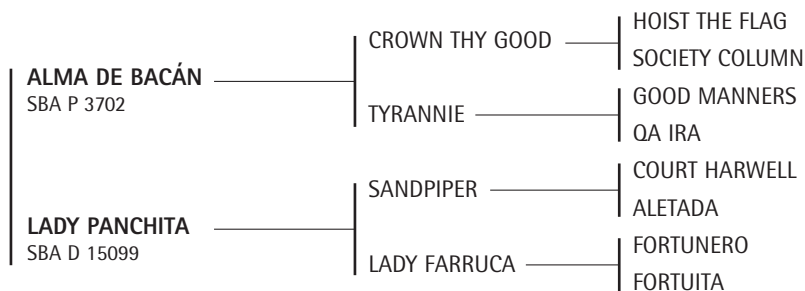 ALMA DE BACÁN
SBA P 3702
LADY PANCHITA
SBA D 15099
CROWN THY GOOD
TYRANNIE
SANDPIPER
LADY FARRUCA
HOIST THE FLAG
SOCIETY COLUMN
GOOD MANNERS
QA IRA
COURT HARWELL
ALETADA
FORTUNERO
FORTUITA